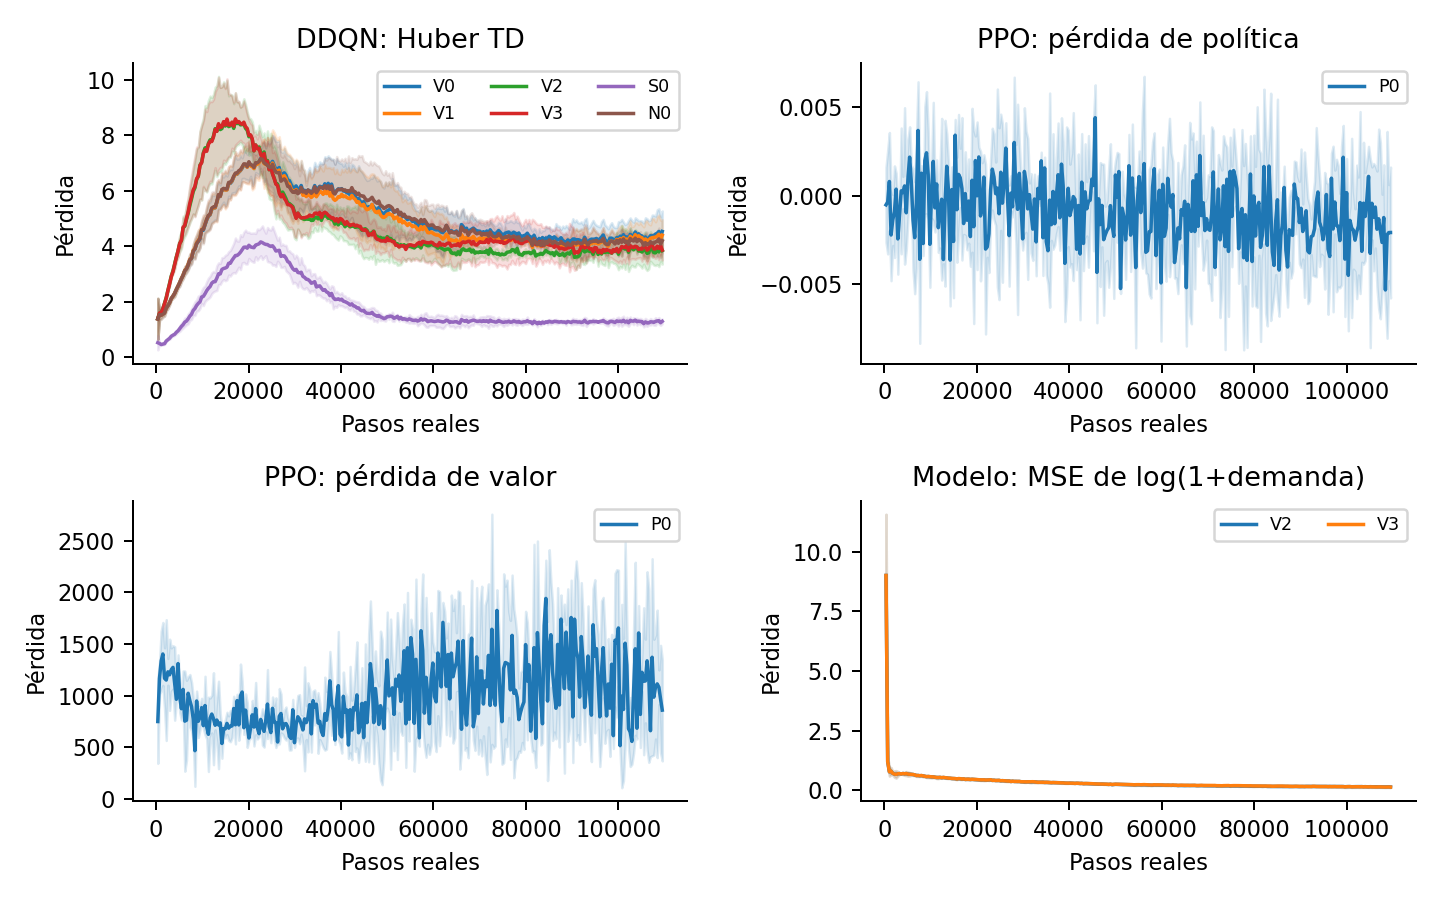 DDQN: Huber TD
10
8
6
4
2
0
Pérdida
V0 V2 S0
V1 V3 N0
0 20000 40000 60000 80000 100000
Pasos reales
PPO: pérdida de política
0.005
0.000
−0.005
Pérdida
P0
0 20000 40000 60000 80000 100000
Pasos reales
PPO: pérdida de valor
2500
2000
1500
1000
500
0
Pérdida
P0
0 20000 40000 60000 80000 100000
Pasos reales
Modelo: MSE de log(1+demanda)
10.0
7.5
5.0
2.5
0.0
Pérdida
V2 V3
0 20000 40000 60000 80000 100000
Pasos reales